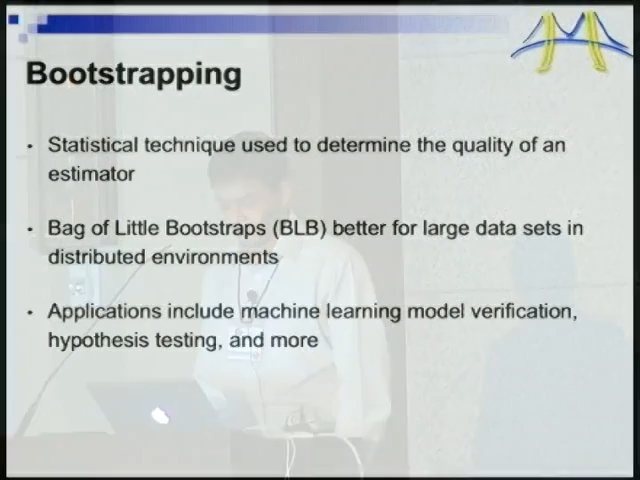 Bootstrapping
• Statistical technique used to determine the quality of an
estimator
• Bag of Little Bootstraps (BLB) better for large data sets in
distributed environments
• Applications include machine learning model verification,
hypothesis testing, and more